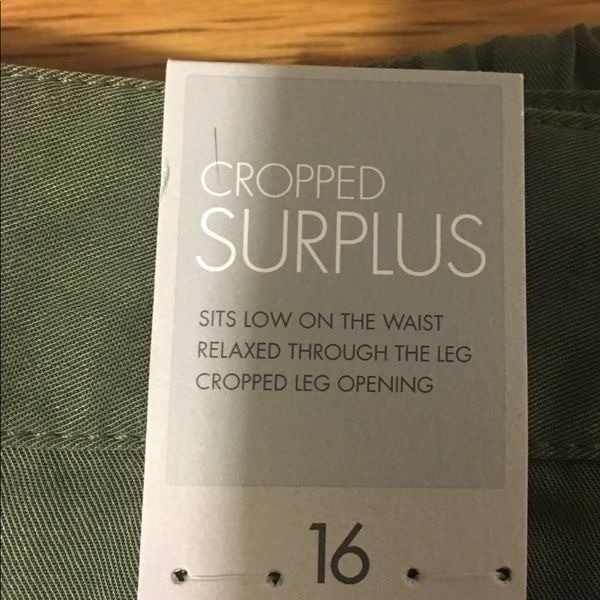 CROPPED
SURPLUS
SITS LOW ON THE WAIST
RELAXED THROUGH THE LEG
CROPPED LEG OPENING
16